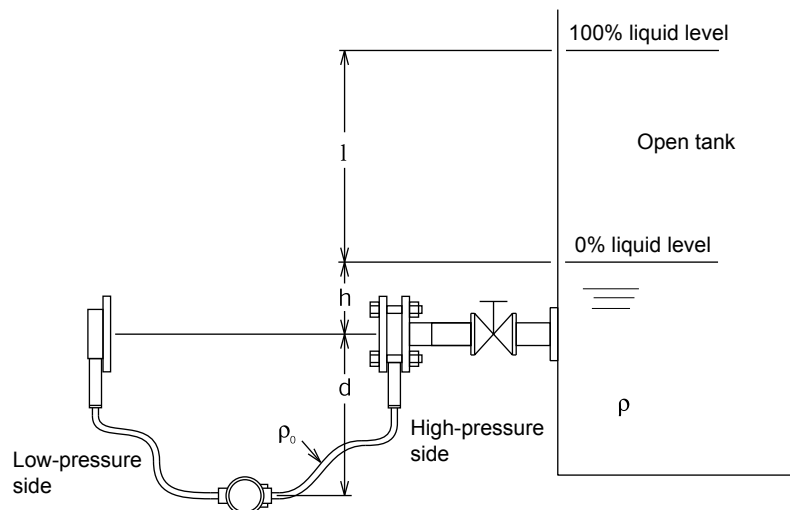 100% liquid level
l
Open tank
0% liquid level
h
d
ρ
ρ₀
High-pressure
side
Low-pressure
side